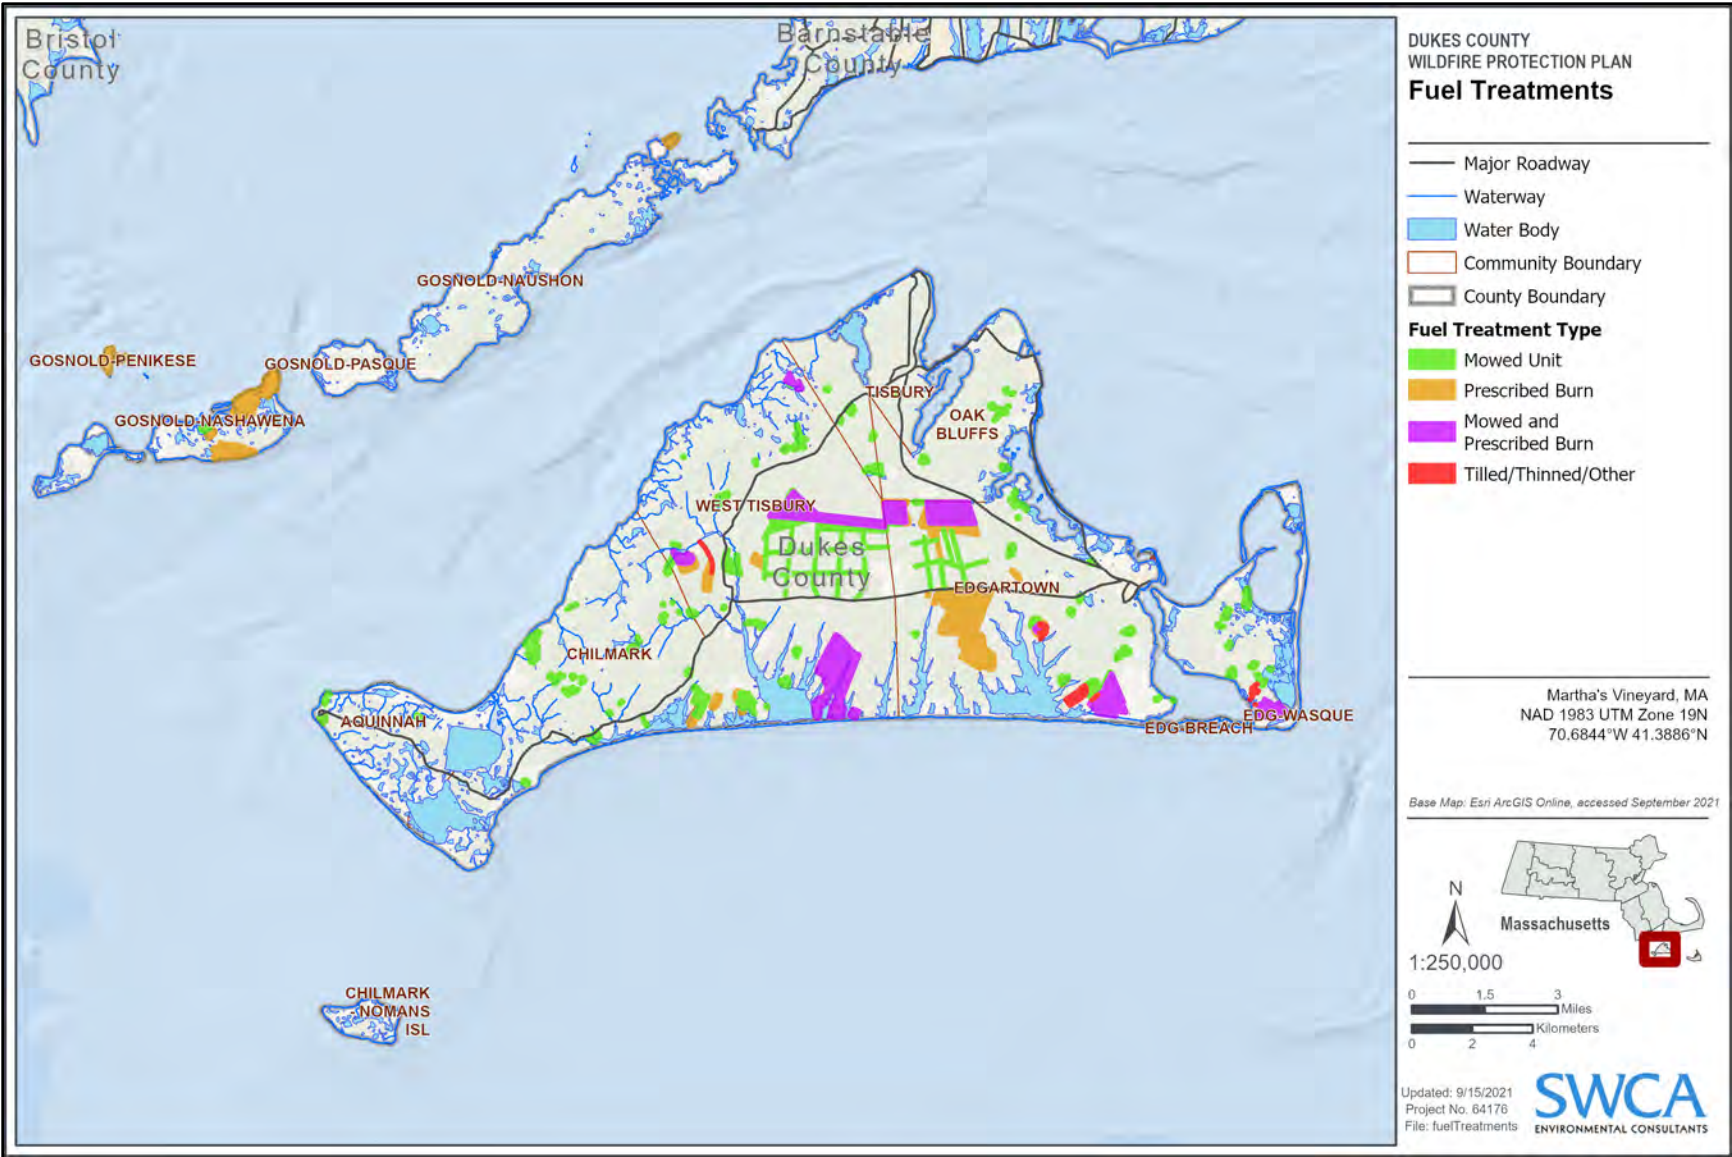 Bristol
County
Barnstable
County
GOSNOLD-NAUSHON
GOSNOLD-PENIKESE
GOSNOLD-PASQUE
GOSNOLD-NASHAWENA
TISBURY
OAK
BLUFFS
WEST TISBURY
Dukes
County
EDGARTOWN
CHILMARK
AQUINNAH
EDG-WASQUE
EDG BREACH
CHILMARK
- NOMANS
ISL
DUKES COUNTY
WILDFIRE PROTECTION PLAN
Fuel Treatments
Major Roadway
Waterway
Water Body
Community Boundary
County Boundary
Fuel Treatment Type
Mowed Unit
Prescribed Burn
Mowed and
Prescribed Burn
Tilled/Thinned/Other
Martha's Vineyard, MA
NAD 1983 UTM Zone 19N
70.6844°W 41.3886°N
Base Map: Esri ArcGIS Online, accessed September 2021
N
Massachusetts
1:250,000
0 1.5 3
Miles
Kilometers
0 2 4
Updated: 9/15/2021
Project No. 64176
File: fuelTreatments
SWCA
ENVIRONMENTAL CONSULTANTS